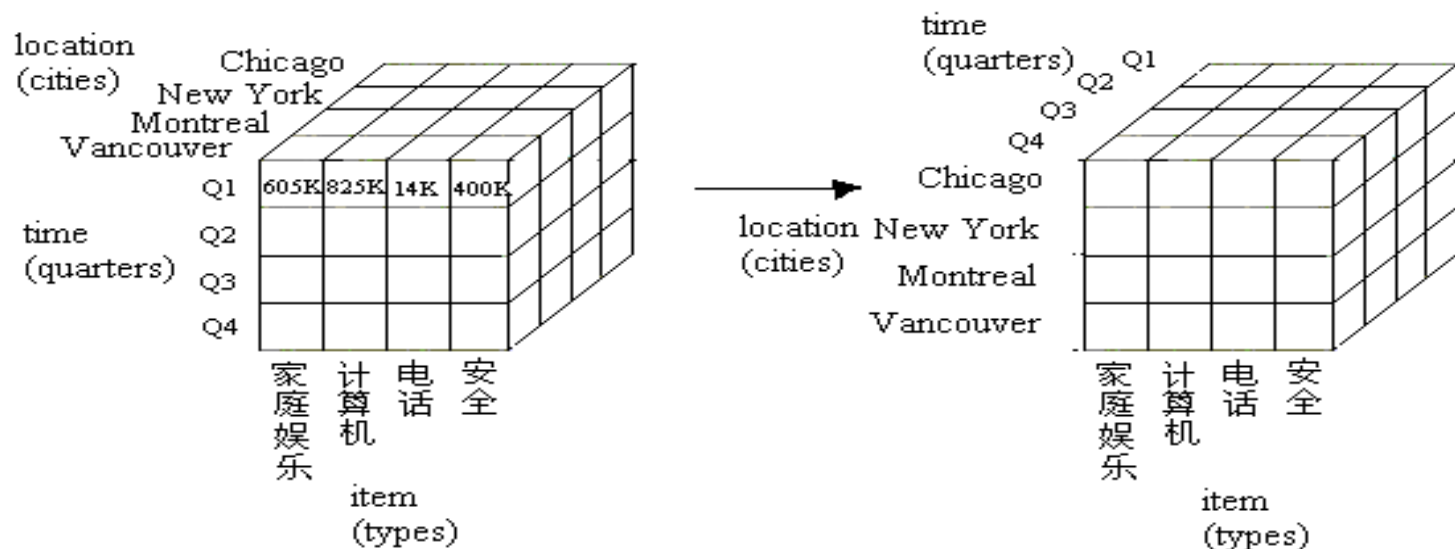 location
(cities)
Chicago
New York
Montreal
Vancouver
Q1
605K 825K 14K 400K
time
(quarters)
Q2
Q3
Q4
家庭娱乐
计算机
电话
安全
item
(types)
time
(quarters)
Q1
Q2
Q3
Q4
location
(cities)
Chicago
New York
Montreal
Vancouver
家庭娱乐
计算机
电话
安全
item
(types)